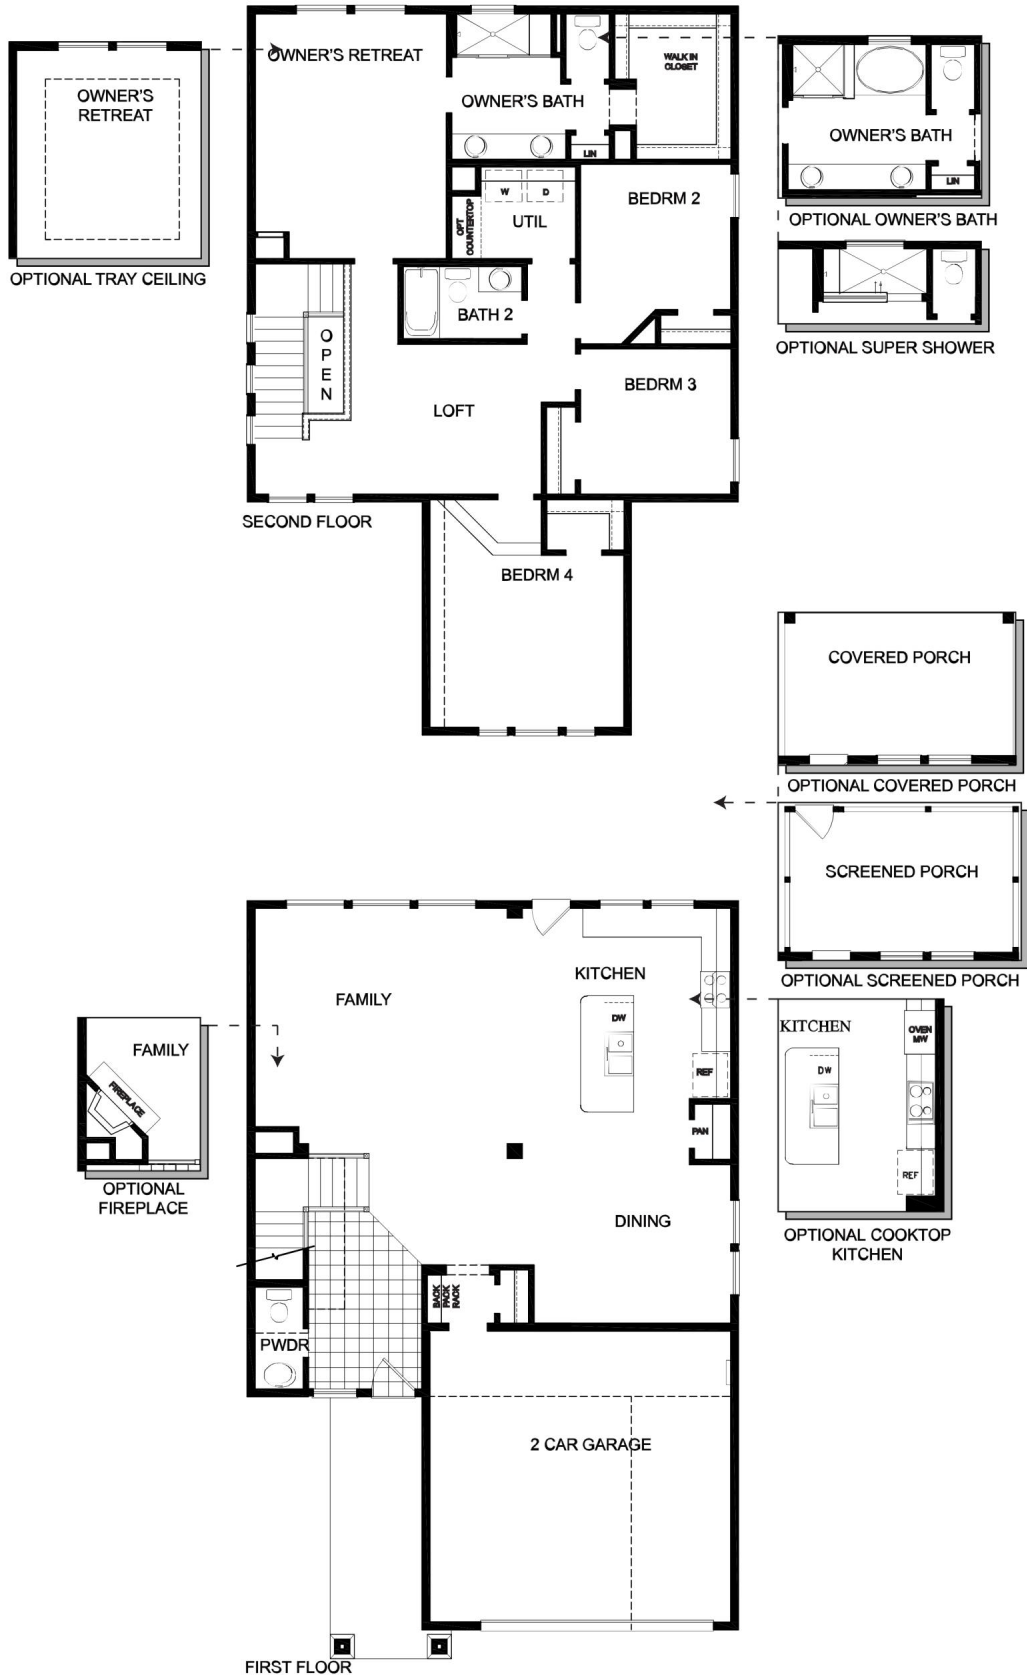 OWNER'S
RETREAT
OPTIONAL TRAY CEILING
OWNER'S RETREAT
OWNER'S BATH
WALK IN
CLOSET
LIN
W
D
UTIL
OPT
COUNTERTOP
BEDRM 2
BATH 2
OPEN
LOFT
BEDRM 3
SECOND FLOOR
BEDRM 4
OWNER'S BATH
LIN
OPTIONAL OWNER'S BATH
OPTIONAL SUPER SHOWER
COVERED PORCH
OPTIONAL COVERED PORCH
SCREENED PORCH
OPTIONAL SCREENED PORCH
FAMILY
KITCHEN
DW
REF
PAN
DINING
BACK
PACK
RACK
PWDR
2 CAR GARAGE
FIRST FLOOR
FAMILY
FIREPLACE
OPTIONAL
FIREPLACE
KITCHEN
OVEN
MW
DW
REF
OPTIONAL COOKTOP
KITCHEN